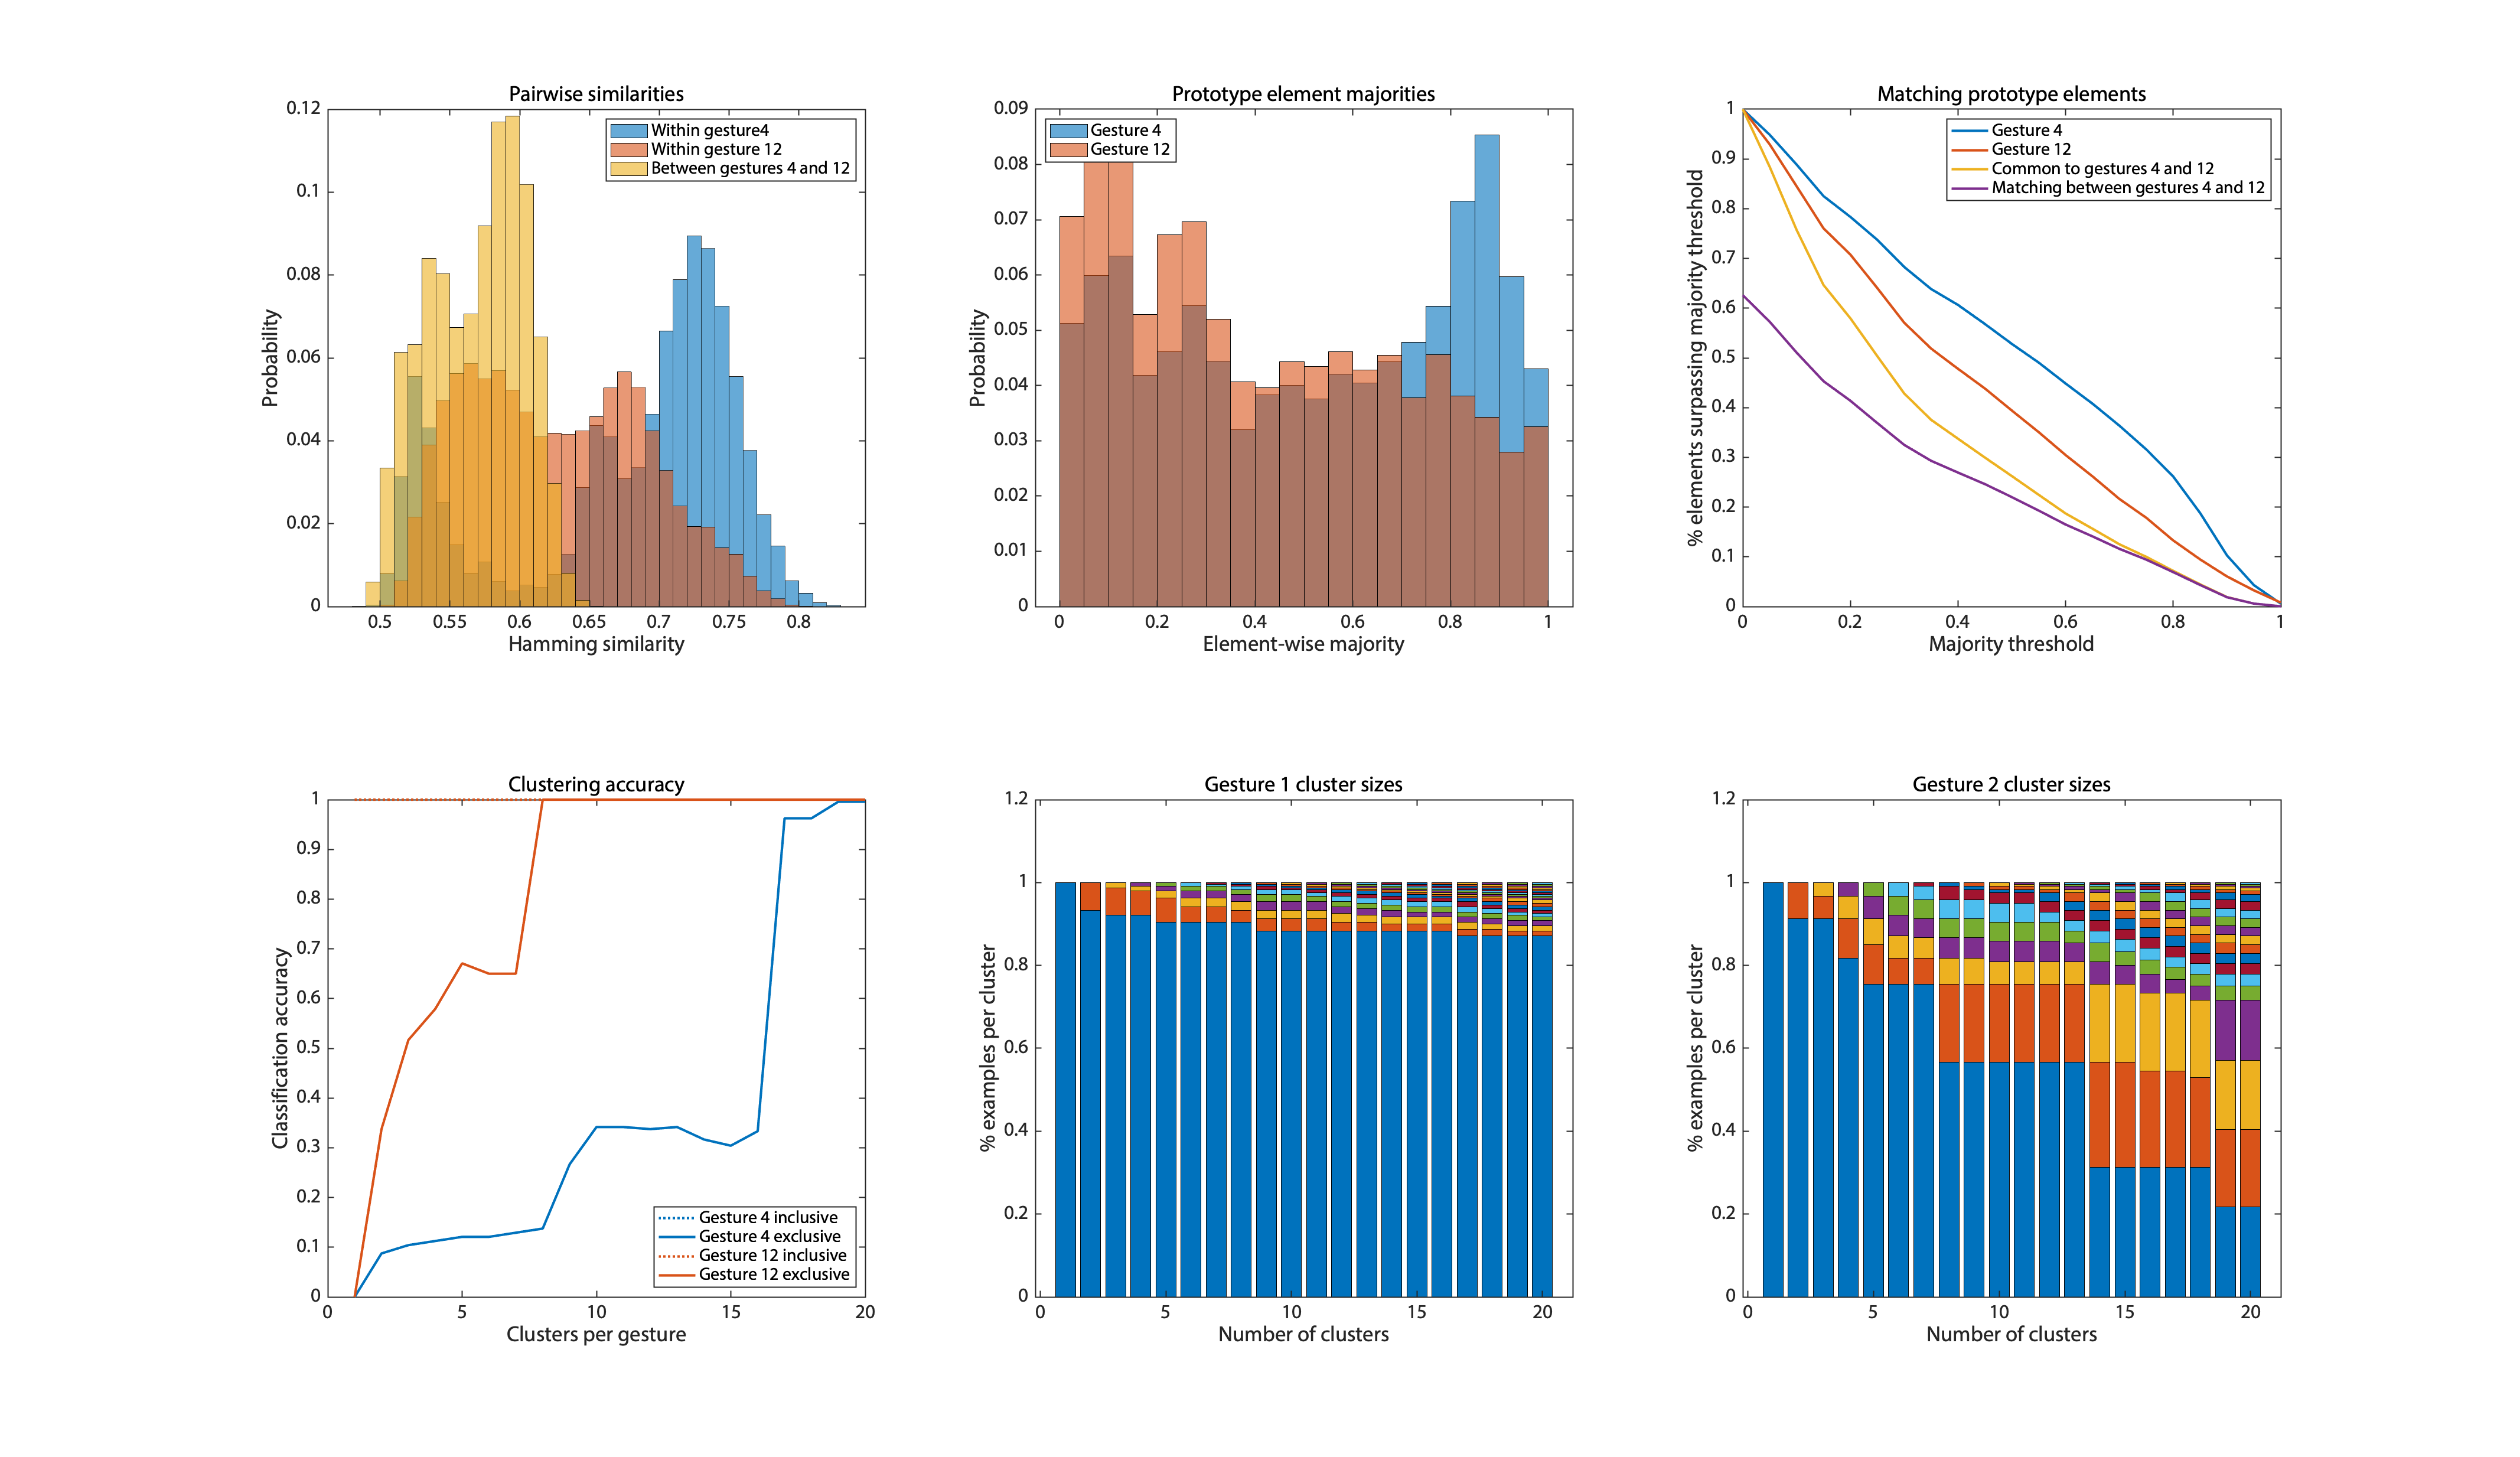 Pairwise similarities
0.12
0.1
0.08
0.06
0.04
0.02
0
Probability
Within gesture4
Within gesture 12
Between gestures 4 and 12
0.5 0.55 0.6 0.65 0.7 0.75 0.8
Hamming similarity
Prototype element majorities
0.09
0.08
0.07
0.06
0.05
0.04
0.03
0.02
0.01
0
Probability
Gesture 4
Gesture 12
0 0.2 0.4 0.6 0.8 1
Element-wise majority
Matching prototype elements
1
0.9
0.8
0.7
0.6
0.5
0.4
0.3
0.2
0.1
0
% elements surpassing majority threshold
Gesture 4
Gesture 12
Common to gestures 4 and 12
Matching between gestures 4 and 12
0 0.2 0.4 0.6 0.8 1
Majority threshold
Clustering accuracy
1
0.9
0.8
0.7
0.6
0.5
0.4
0.3
0.2
0.1
0
Classification accuracy
Gesture 4 inclusive
Gesture 4 exclusive
Gesture 12 inclusive
Gesture 12 exclusive
0 5 10 15 20
Clusters per gesture
Gesture 1 cluster sizes
1.2
1
0.8
0.6
0.4
0.2
0
% examples per cluster
0 5 10 15 20
Number of clusters
Gesture 2 cluster sizes
1.2
1
0.8
0.6
0.4
0.2
0
% examples per cluster
0 5 10 15 20
Number of clusters